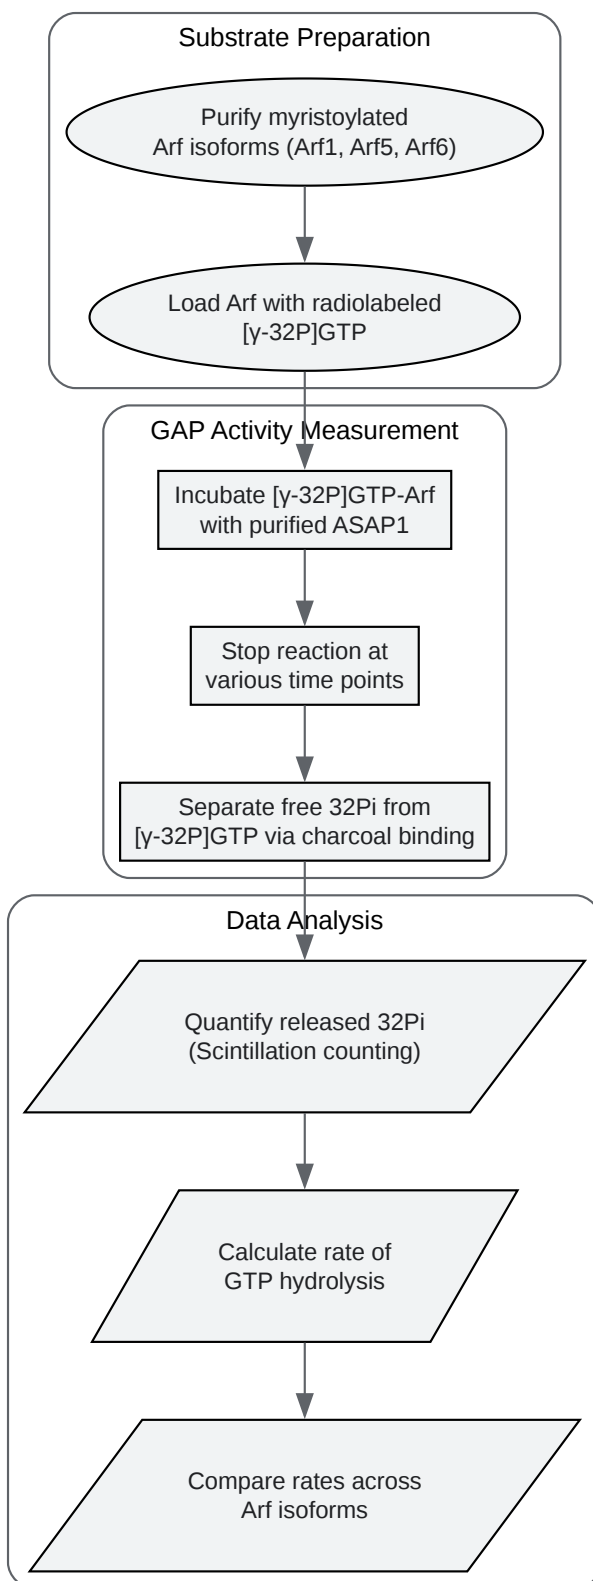 Substrate Preparation
Purify myristoylated
Arf isoforms (Arf1, Arf5, Arf6)
Load Arf with radiolabeled
[γ-32P]GTP
GAP Activity Measurement
Incubate [γ-32P]GTP-Arf
with purified ASAP1
Stop reaction at
various time points
Separate free 32Pi from
[γ-32P]GTP via charcoal binding
Data Analysis
Quantify released 32Pi
(Scintillation counting)
Calculate rate of
GTP hydrolysis
Compare rates across
Arf isoforms